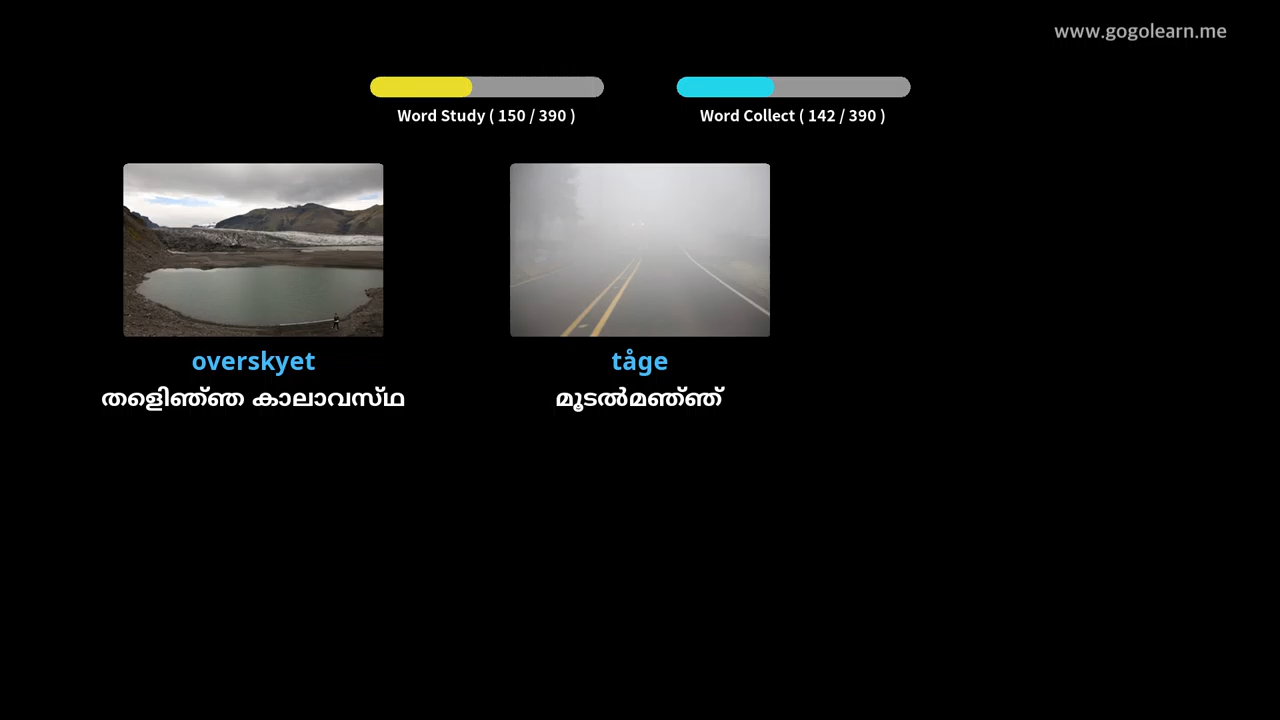 www.gogolearn.me
Word Study ( 150 / 390 )
Word Collect ( 142 / 390 )
overskyet
തളെിഞ്ഞ കാലാവസ്ഥ
tåge
മൂടൽമഞ്ഞ്